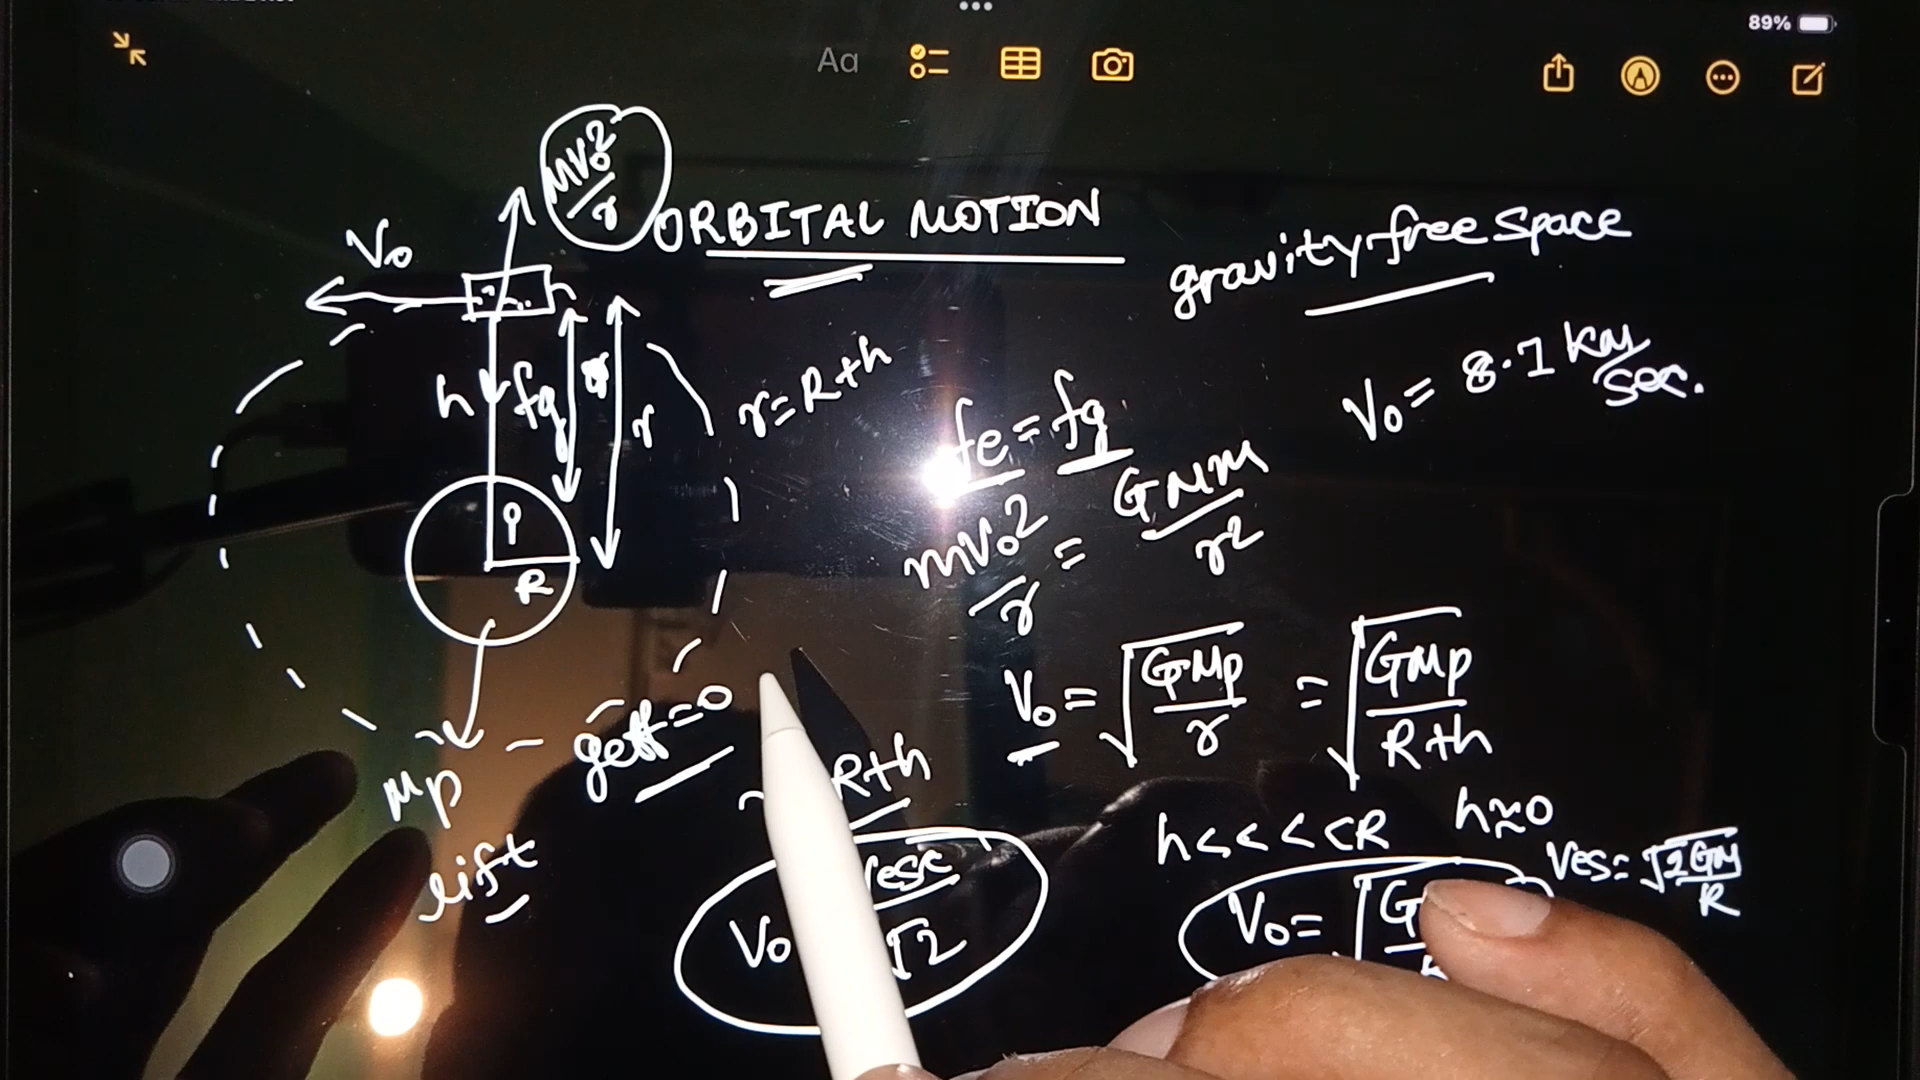 89%
Aa
MV₀²/r
ORBITAL MOTION
gravity free space
V₀
r = R+h
h
fg
r
V₀ = 8.1 km/sec.
fe = fg
mV₀²/r = GMm/r²
R
V₀ = √(GMp/r) = √(GMp/(R+h))
geff = 0
Mp
R+h
h<<<<R h≈0
lift
Ves = √(2GM/R)
V₀ esc/√2
V₀ = √(G